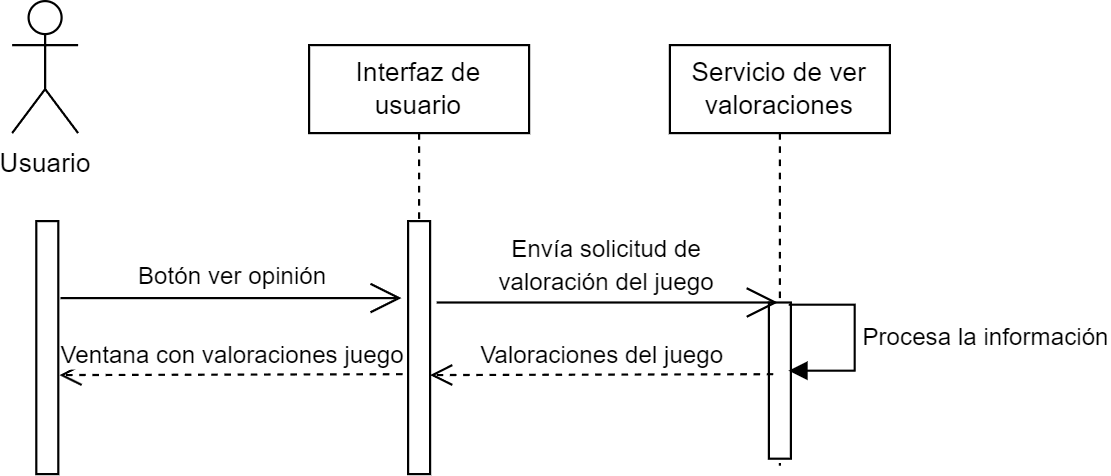 Usuario
Interfaz de
usuario
Servicio de ver
valoraciones
Botón ver opinión
Envía solicitud de
valoración del juego
Procesa la información
Ventana con valoraciones juego
Valoraciones del juego